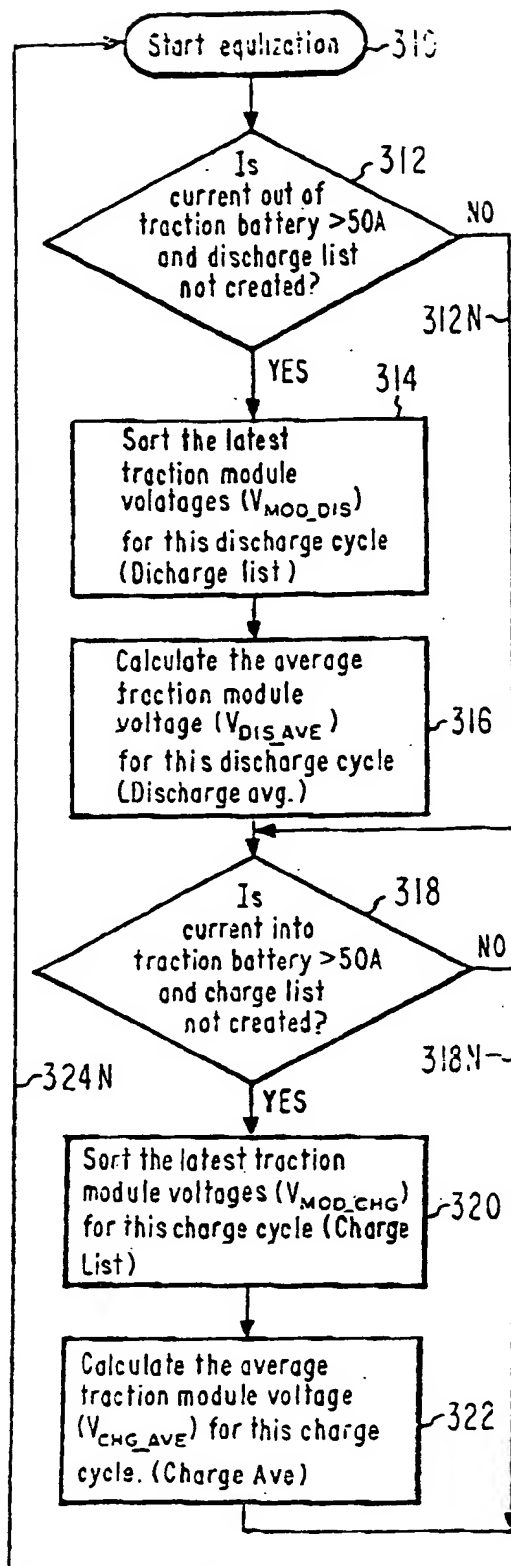 Start equlization
310
Is
current out of
traction battery >50A
and discharge list
not created?
312
NO
312N
YES
314
Sort the latest
traction module
volatages (V_MOD_DIS)
for this discharge cycle
(Dicharge list)
Calculate the average
traction module
voltage (V_DIS_AVE)
for this discharge cycle
(Discharge avg.)
316
Is
current into
traction battery >50A
and charge list
not created?
318
NO
318N
324N
YES
Sort the latest traction
module voltages (V_MOD_CHG)
for this charge cycle (Charge
List)
320
Calculate the average
traction module voltage
(V_CHG_AVE) for this charge
cycle. (Charge Ave)
322